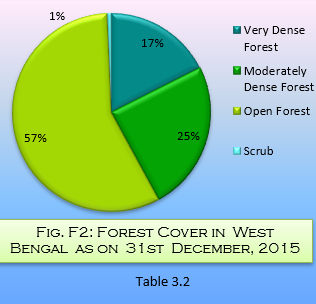 1%
17%
25%
57%
Very Dense
Forest
Moderately
Dense Forest
Open Forest
Scrub
Fig. F2: Forest Cover in West
Bengal as on 31st December, 2015
Table 3.2